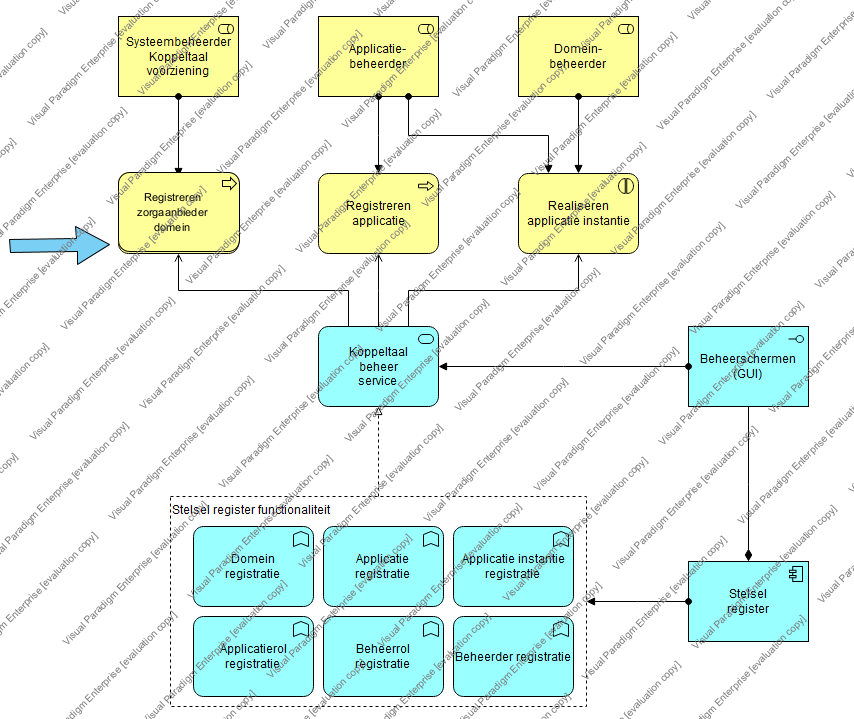 Systeembeheerder
Koppeltaal
voorziening
Applicatie-
beheerder
Domein-
beheerder
Registreren
zorgaanbieder
domein
Registreren
applicatie
Realiseren
applicatie instantie
Koppeltaal
beheer
service
Beheerschermen
(GUI)
Stelsel register functionaliteit
Domein
registratie
Applicatie
registratie
Applicatie instantie
registratie
Applicatierol
registratie
Beheerrol
registratie
Beheerder registratie
Stelsel
register
Visual Paradigm Enterprise [evaluation copy]